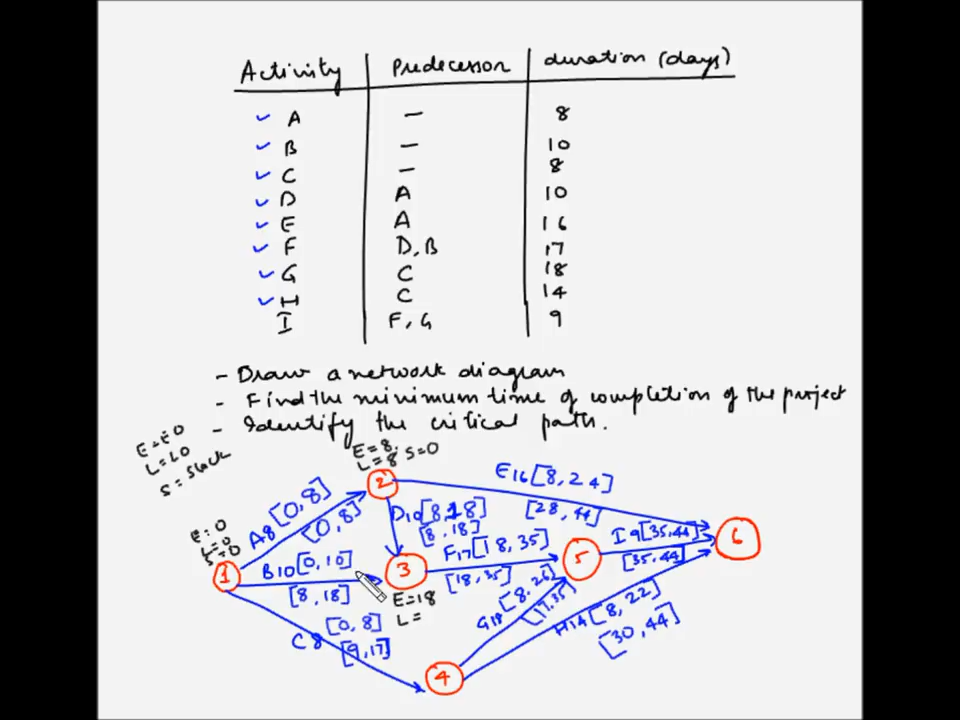 Activity Predecessor duration (days)
A — 8
B — 10
C — 8
D A 10
E A 16
F D, B 17
G C 18
H C 14
I F, G 9
- Draw a network diagram
- Find the minimum time of completion of the project
- Identify the critical path.
E = EO
L = LO
S = Slack
E = 8
L = 8 S = 0
E16 [8, 24]
[28, 44]
A8 [0, 8]
[0, 8]
2
D10 [8, 18]
[8, 18]
E = 0
L = 0
S = 0
1
B10 [0, 10]
[8, 18]
3
E = 18
L =
F17 [18, 35]
[18, 35]
5
I9 [35, 44]
[35, 44]
6
C8 [0, 8]
[9, 17]
G18 [8, 26]
[17, 35]
H14 [8, 22]
[30, 44]
4